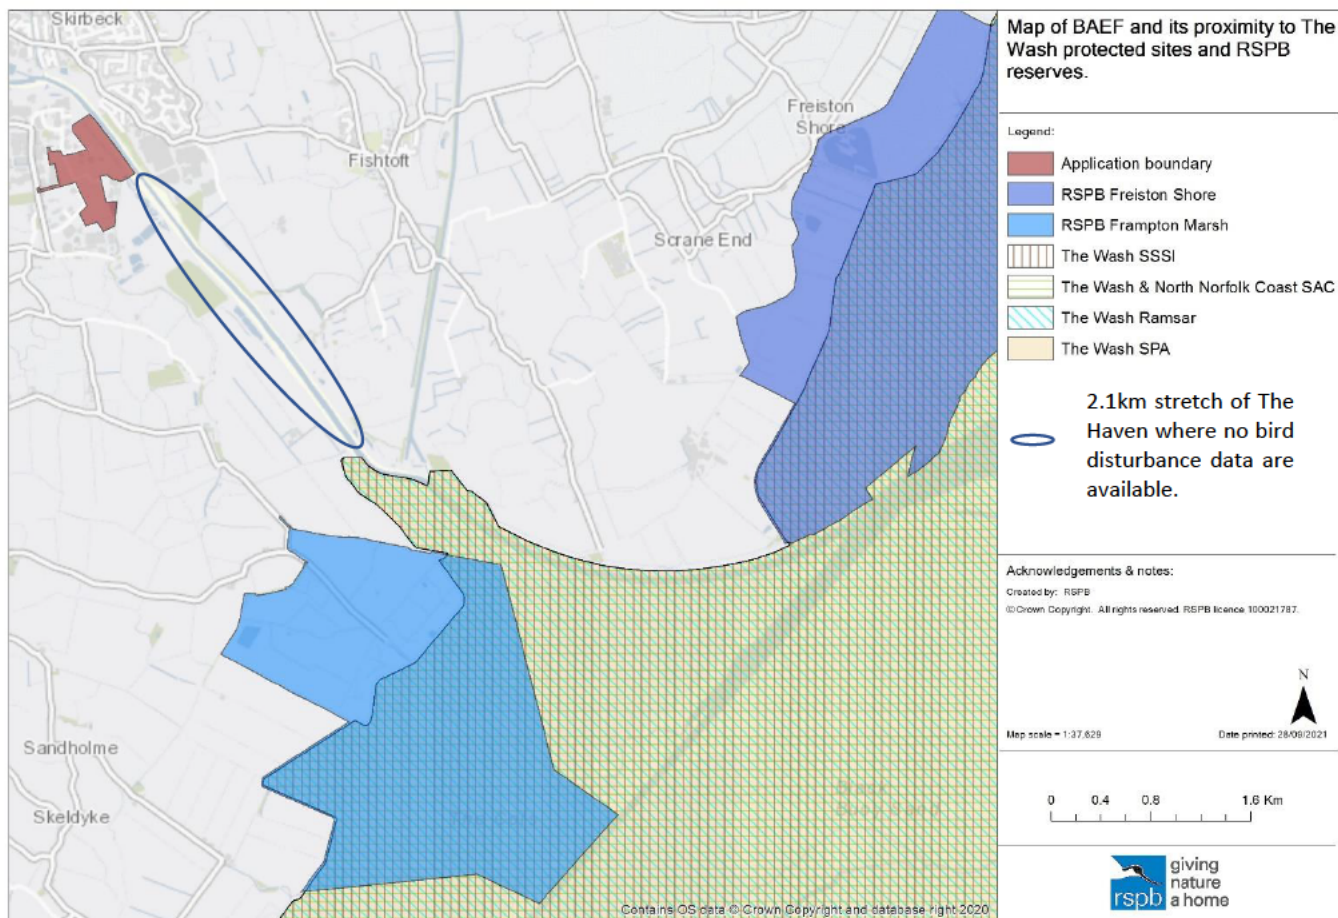 Skirbeck
Fishtoft
Freiston
Shore
Scrane End
Sandholme
Skeldyke
Contains OS data © Crown Copyright and database right 2020
Map of BAEF and its proximity to The
Wash protected sites and RSPB
reserves.
Legend:
Application boundary
RSPB Freiston Shore
RSPB Frampton Marsh
The Wash SSSI
The Wash & North Norfolk Coast SAC
The Wash Ramsar
The Wash SPA
2.1km stretch of The
Haven where no bird
disturbance data are
available.
Acknowledgements & notes:
Created by: RSPB
© Crown Copyright. All rights reserved. RSPB licence 100021787.
N
Map scale = 1:37,629
Date printed: 28/09/2021
0 0.4 0.8 1.6 Km
rspb
giving
nature
a home